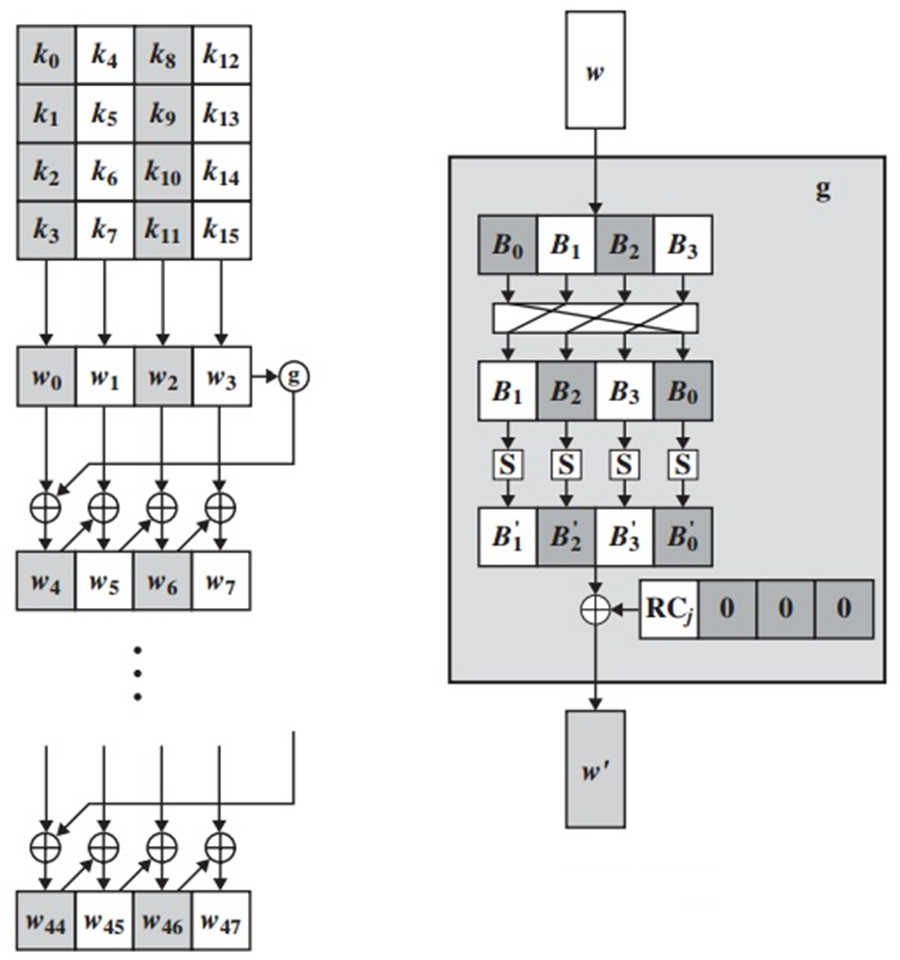 k0 k4 k8 k12
k1 k5 k9 k13
k2 k6 k10 k14
k3 k7 k11 k15
w0 w1 w2 w3 g
w4 w5 w6 w7
w44 w45 w46 w47
w
g
B0 B1 B2 B3
B1 B2 B3 B0
S S S S
B'1 B'2 B'3 B'0
RCj 0 0 0
w'